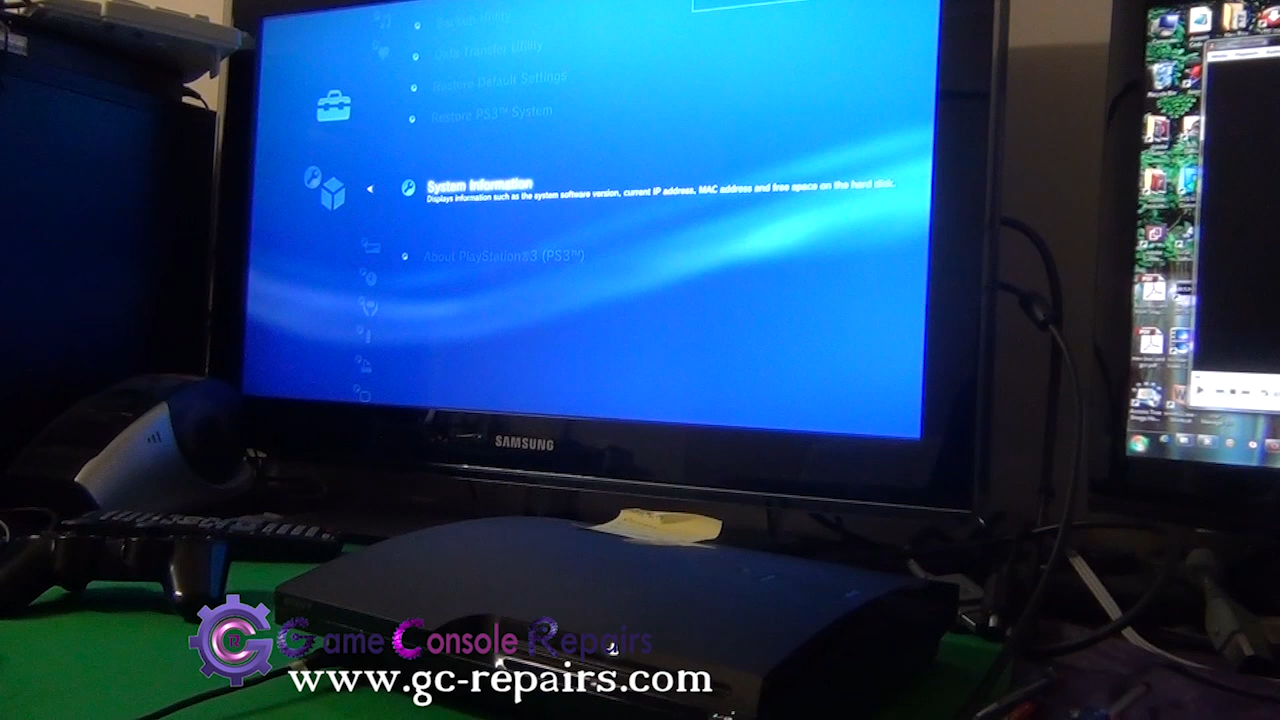 Backup Utility
Data Transfer Utility
Restore Default Settings
Restore PS3™ System
System Information
Displays information such as the system software version, current IP address, MAC address and free space on the hard disk.
About PlayStation®3 (PS3™)
SAMSUNG
Game Console Repairs
www.gc-repairs.com